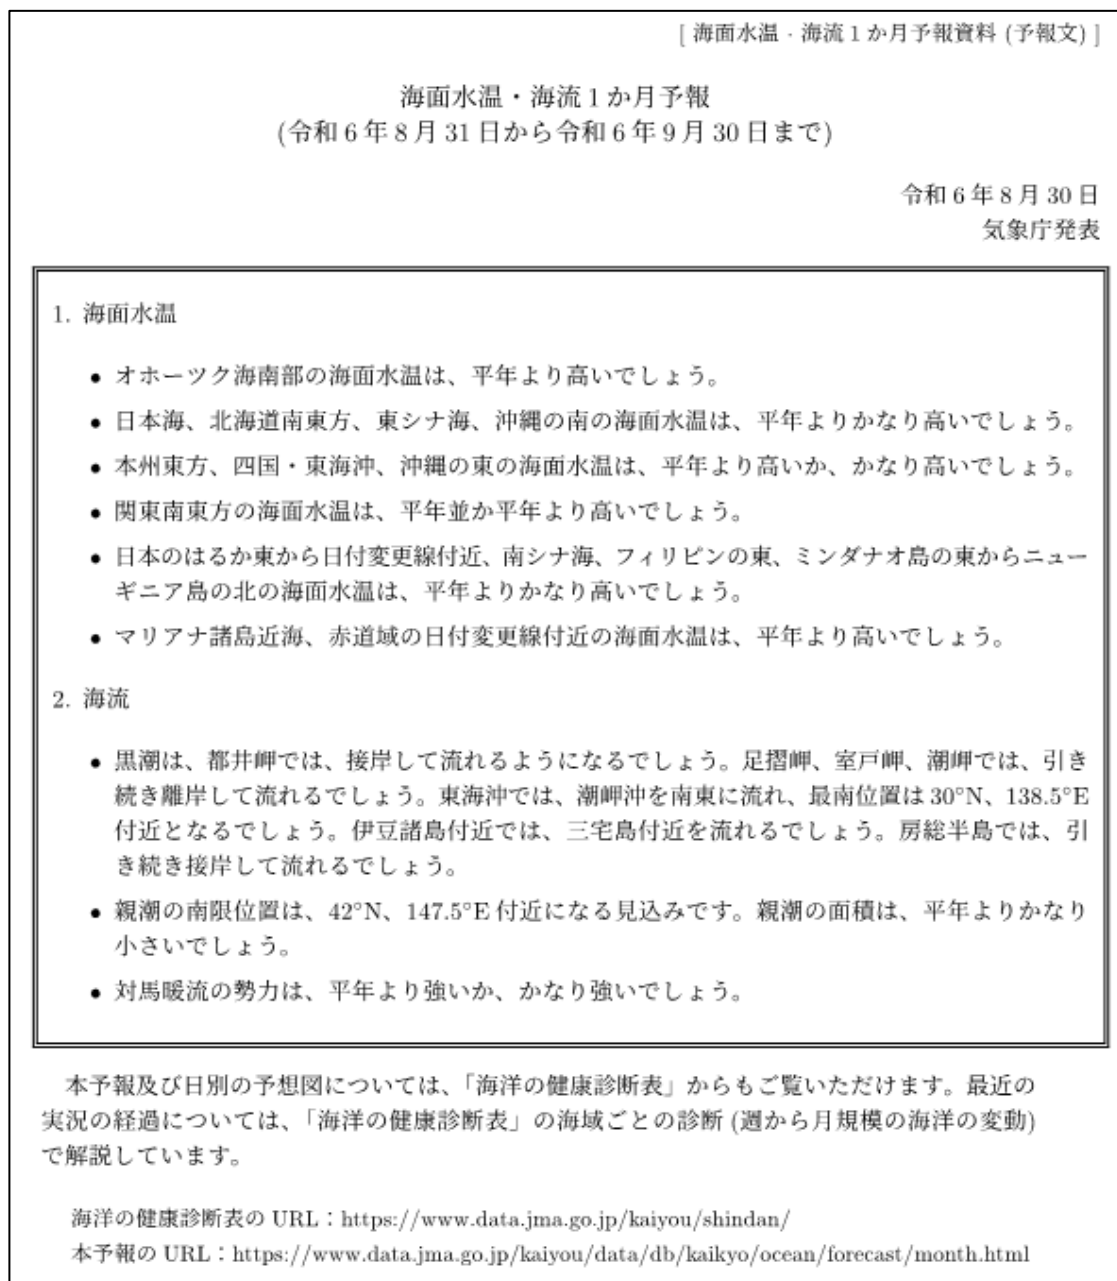 [ 海面水温 · 海流 1 か月予報資料 (予報文) ]
海面水温・海流 1 か月予報
(令和 6 年 8 月 31 日から令和 6 年 9 月 30 日まで)
令和 6 年 8 月 30 日
気象庁発表
1. 海面水温
● オホーツク海南部の海面水温は、平年より高いでしょう。
● 日本海、北海道南東方、東シナ海、沖縄の南の海面水温は、平年よりかなり高いでしょう。
● 本州東方、四国・東海沖、沖縄の東の海面水温は、平年より高いか、かなり高いでしょう。
● 関東南東方の海面水温は、平年並か平年より高いでしょう。
● 日本のはるか東から日付変更線付近、南シナ海、フィリピンの東、ミンダナオ島の東からニュー
ギニア島の北の海面水温は、平年よりかなり高いでしょう。
● マリアナ諸島近海、赤道域の日付変更線付近の海面水温は、平年より高いでしょう。
2. 海流
● 黒潮は、都井岬では、接岸して流れるようになるでしょう。足摺岬、室戸岬、潮岬では、引き
続き離岸して流れるでしょう。東海沖では、潮岬沖を南東に流れ、最南位置は 30°N、138.5°E
付近となるでしょう。伊豆諸島付近では、三宅島付近を流れるでしょう。房総半島では、引
き続き接岸して流れるでしょう。
● 親潮の南限位置は、42°N、147.5°E 付近になる見込みです。親潮の面積は、平年よりかなり
小さいでしょう。
● 対馬暖流の勢力は、平年より強いか、かなり強いでしょう。
本予報及び日別の予想図については、「海洋の健康診断表」からもご覧いただけます。最近の
実況の経過については、「海洋の健康診断表」の海域ごとの診断 (週から月規模の海洋の変動)
で解説しています。
海洋の健康診断表の URL：https://www.data.jma.go.jp/kaiyou/shindan/
本予報の URL：https://www.data.jma.go.jp/kaiyou/data/db/kaikyo/ocean/forecast/month.html